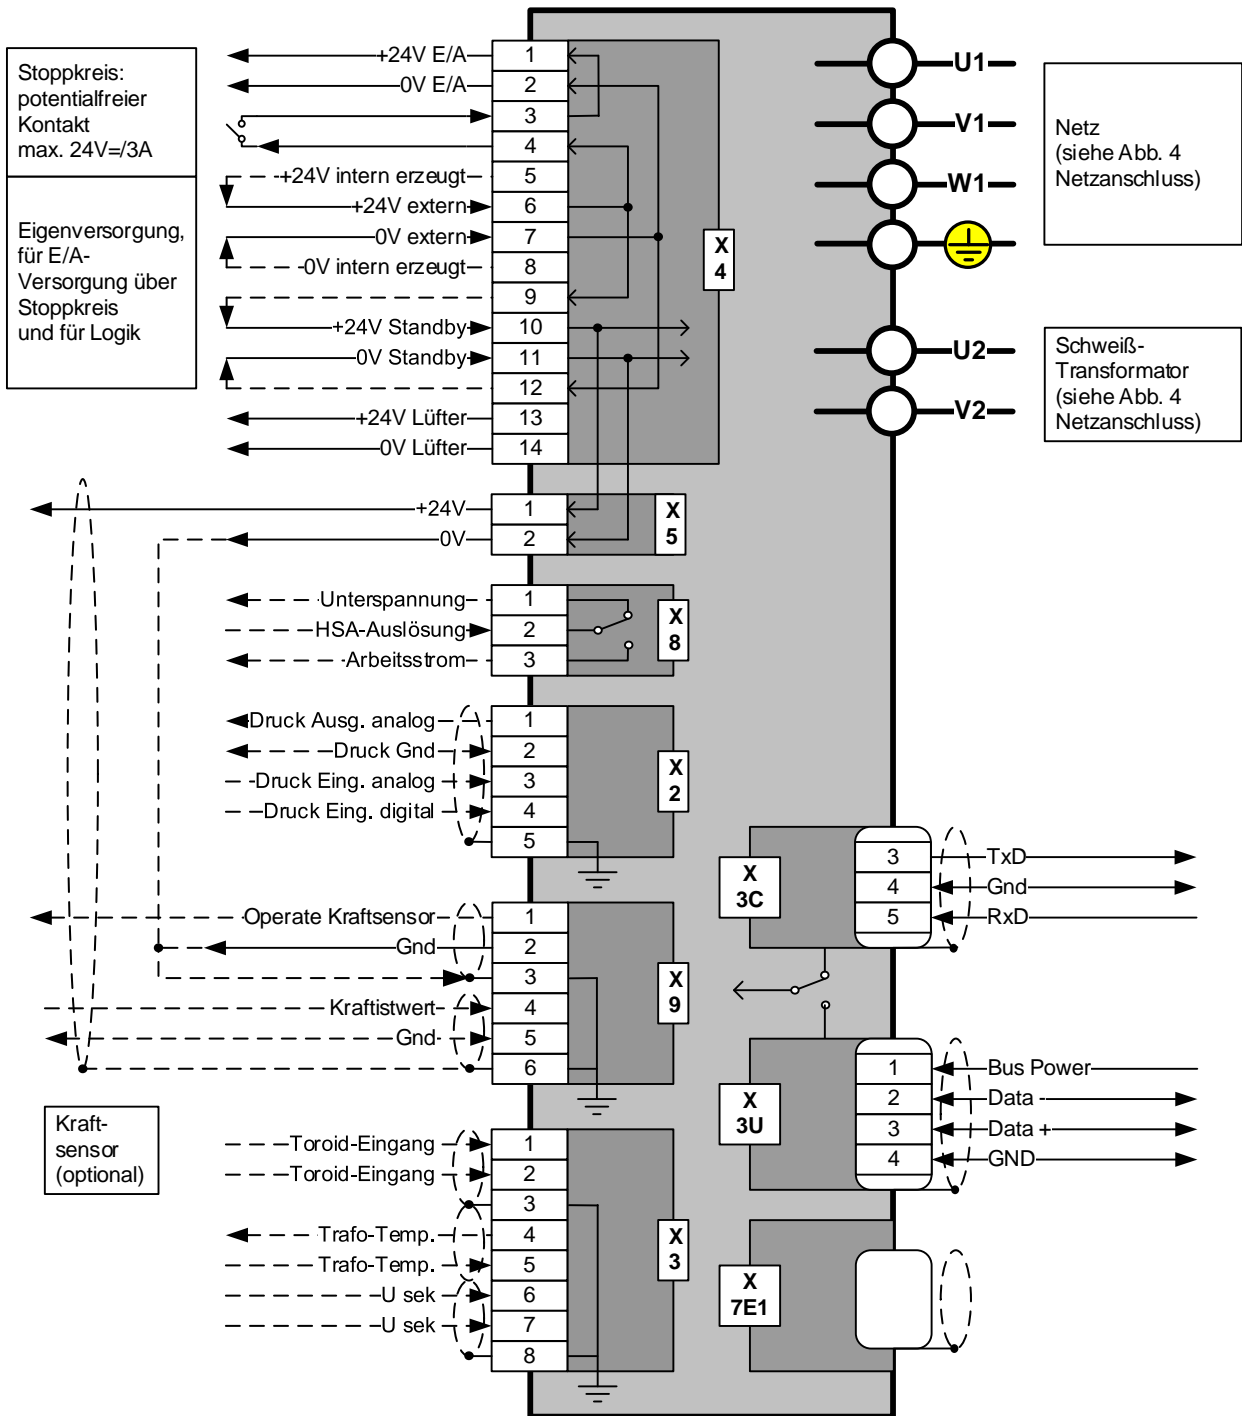 Stoppkreis:
potentialfreier
Kontakt
max. 24V=/3A
Eigenversorgung,
für E/A-
Versorgung über
Stoppkreis
und für Logik
+24V E/A 1
0V E/A 2
3
4
+24V intern erzeugt 5
+24V extern 6
0V extern 7
0V intern erzeugt 8
9
+24V Standby 10
0V Standby 11
12
+24V Lüfter 13
0V Lüfter 14
X
4
U1
V1
W1
Netz
(siehe Abb. 4
Netzanschluss)
U2
V2
Schweiß-
Transformator
(siehe Abb. 4
Netzanschluss)
+24V 1
0V 2
X
5
Unterspannung 1
HSA-Auslösung 2
Arbeitsstrom 3
X
8
Druck Ausg. analog 1
Druck Gnd 2
Druck Eing. analog 3
Druck Eing. digital 4
5
X
2
Operate Kraftsensor 1
Gnd 2
3
Kraftistwert 4
Gnd 5
6
X
9
Kraft-
sensor
(optional)
Toroid-Eingang 1
Toroid-Eingang 2
3
Trafo-Temp. 4
Trafo-Temp. 5
U sek 6
U sek 7
8
X
3
X
3C
3 TxD
4 Gnd
5 RxD
X
3U
1 Bus Power
2 Data -
3 Data +
4 GND
X
7E1